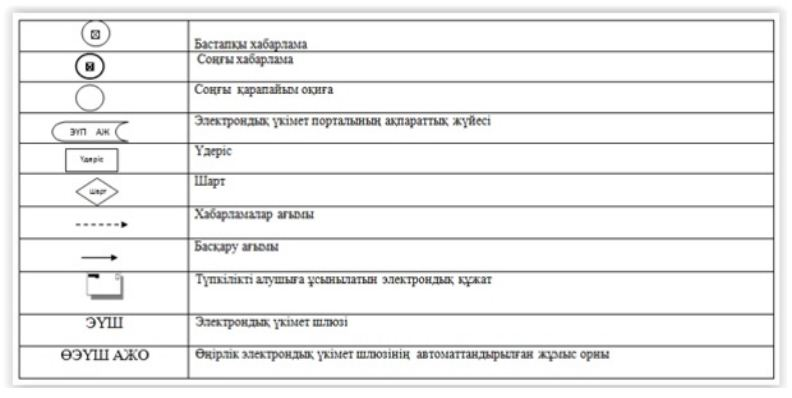 Бастапқы хабарлама
Соңғы хабарлама
Соңғы қарапайым оқиға
ЭҮП АЖ
Электрондық үкімет порталының ақпараттық жүйесі
Үдеріс
Үдеріс
Шарт
Шарт
Хабарламалар ағымы
Басқару ағымы
Түпкілікті алушыға ұсынылатын электрондық құжат
ЭҮШ
Электрондық үкімет шлюзі
ӨЭҮШ АЖО
Өңірлік электрондық үкімет шлюзінің автоматтандырылған жұмыс орны